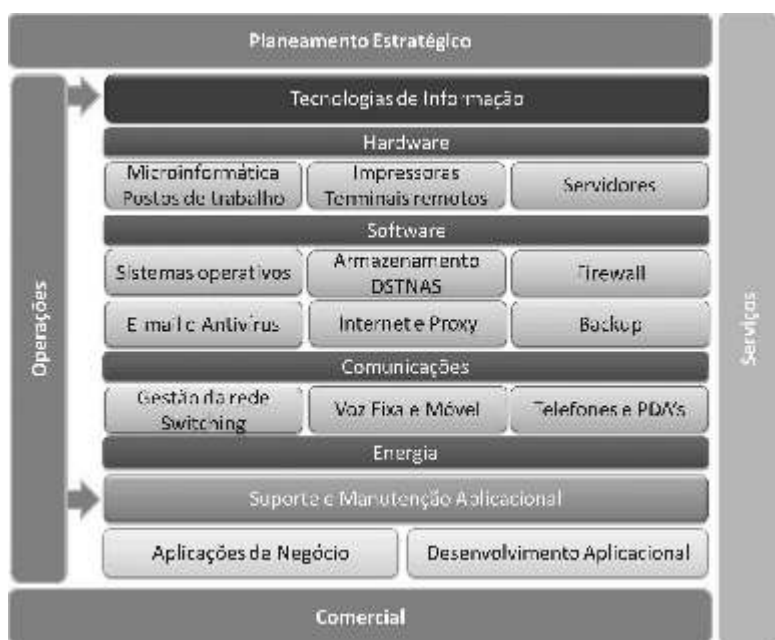 Planeamento Estratégico
Operações
Serviços
Tecnologias de Informação
Hardware
Microinformática
Postos de trabalho
Impressoras
Terminais remotos
Servidores
Software
Sistemas operativos
Armazenamento
DSTNAS
Firewall
E-mail e Antivírus
Internet e Proxy
Backup
Comunicações
Gestão da rede
Switching
Voz Fixa e Móvel
Telefones e PDA's
Energia
Suporte e Manutenção Aplicacional
Aplicações de Negócio
Desenvolvimento Aplicacional
Comercial